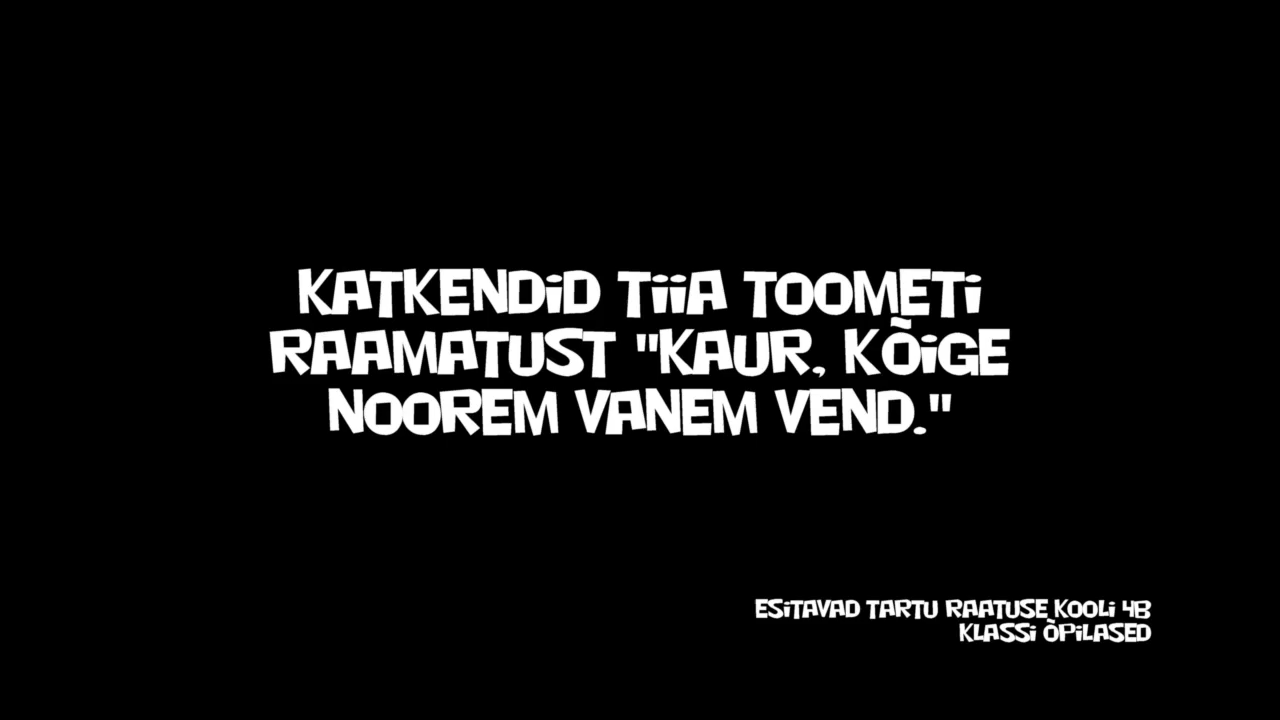 KATKENDiD TiiA TOOMETi
RAAMATUST "KAUR, KÕiGE
NOOREM VANEM VEND."
ESiTAVAD TARTU RAATUSE KOOLi 4B
KLASSi ÕPiLASED